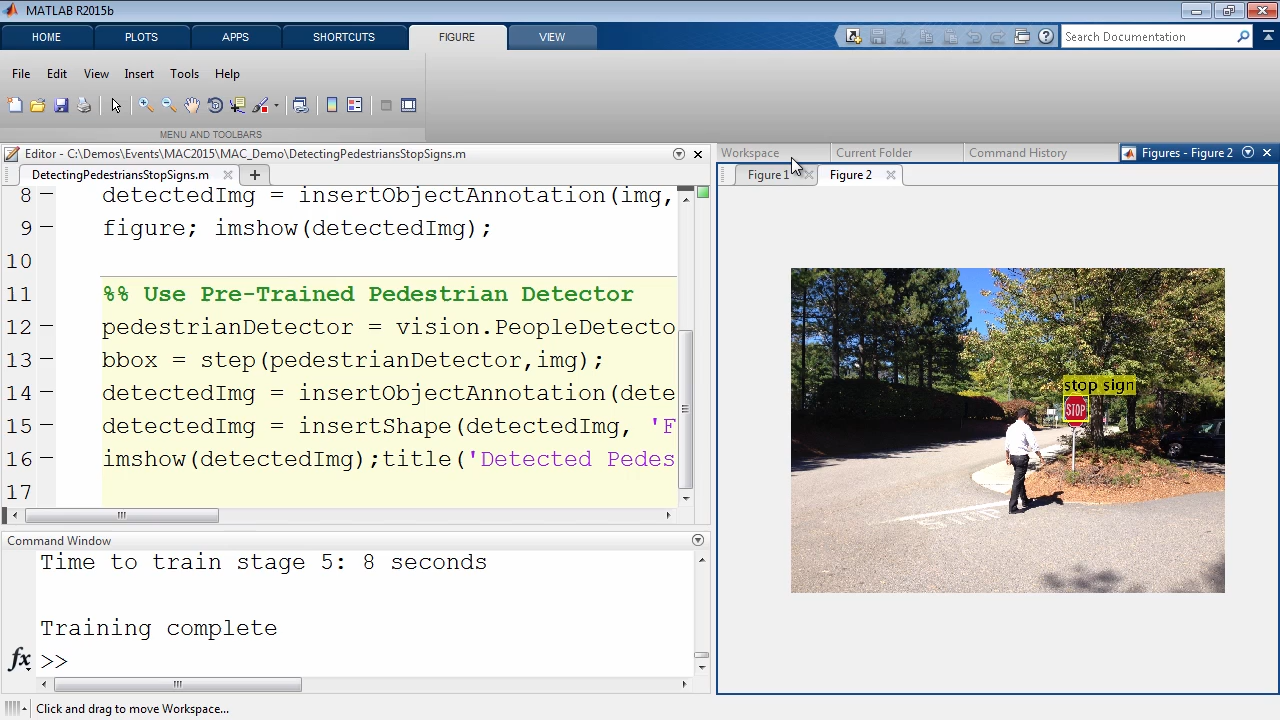 MATLAB R2015b
HOME PLOTS APPS SHORTCUTS FIGURE VIEW Search Documentation
File Edit View Insert Tools Help
MENU AND TOOLBARS
Editor - C:\Demos\Events\MAC2015\MAC_Demo\DetectingPedestriansStopSigns.m
DetectingPedestriansStopSigns.m
8 detectedImg = insertObjectAnnotation(img,
9 figure; imshow(detectedImg);
10
11 %% Use Pre-Trained Pedestrian Detector
12 pedestrianDetector = vision.PeopleDetecto
13 bbox = step(pedestrianDetector,img);
14 detectedImg = insertObjectAnnotation(dete
15 detectedImg = insertShape(detectedImg, 'F
16 imshow(detectedImg);title('Detected Pedes
17
Command Window
Time to train stage 5: 8 seconds
Training complete
fx >>
Click and drag to move Workspace...
Workspace Current Folder Command History Figures - Figure 2
Figure 1 Figure 2
stop sign
STOP